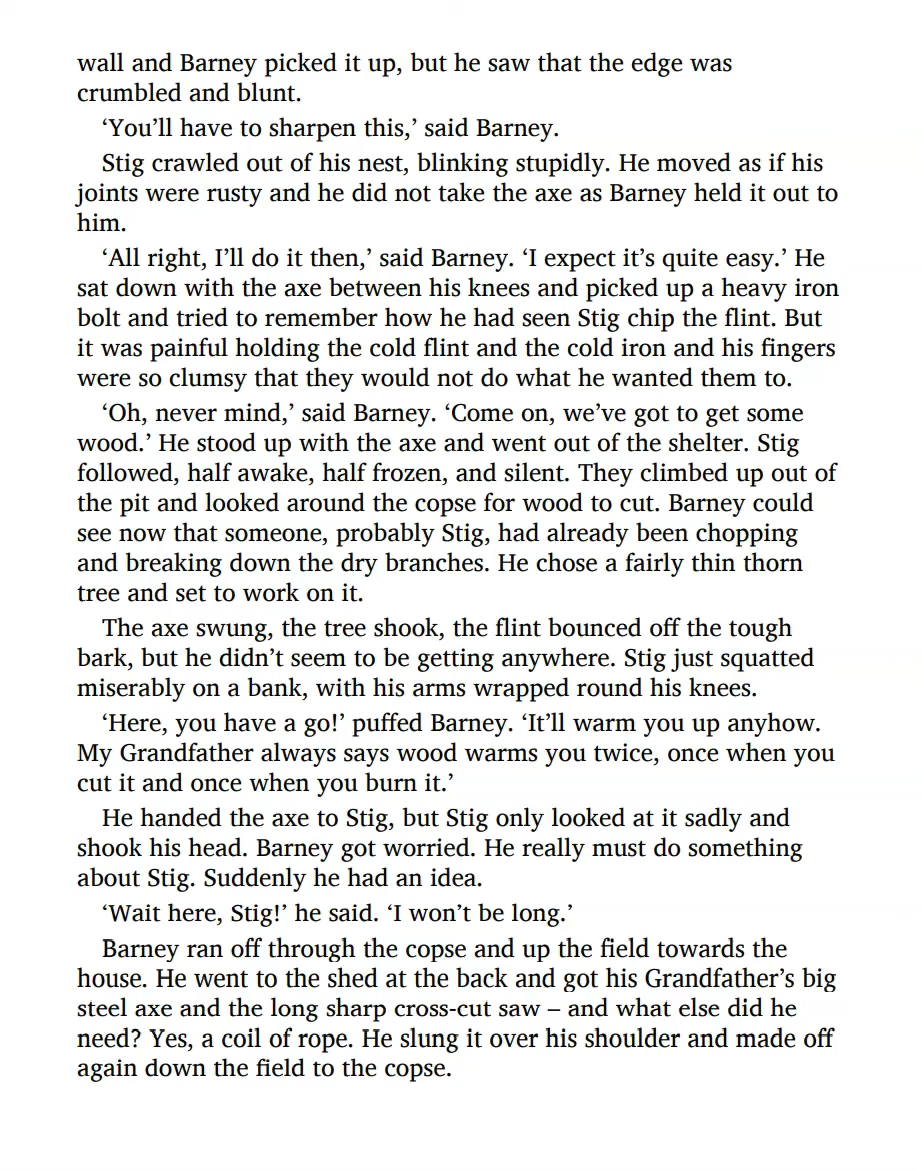 wall and Barney picked it up, but he saw that the edge was
crumbled and blunt.
‘You’ll have to sharpen this,’ said Barney.
Stig crawled out of his nest, blinking stupidly. He moved as if his
joints were rusty and he did not take the axe as Barney held it out to
him.
‘All right, I’ll do it then,’ said Barney. ‘I expect it’s quite easy.’ He
sat down with the axe between his knees and picked up a heavy iron
bolt and tried to remember how he had seen Stig chip the flint. But
it was painful holding the cold flint and the cold iron and his fingers
were so clumsy that they would not do what he wanted them to.
‘Oh, never mind,’ said Barney. ‘Come on, we’ve got to get some
wood.’ He stood up with the axe and went out of the shelter. Stig
followed, half awake, half frozen, and silent. They climbed up out of
the pit and looked around the copse for wood to cut. Barney could
see now that someone, probably Stig, had already been chopping
and breaking down the dry branches. He chose a fairly thin thorn
tree and set to work on it.
The axe swung, the tree shook, the flint bounced off the tough
bark, but he didn’t seem to be getting anywhere. Stig just squatted
miserably on a bank, with his arms wrapped round his knees.
‘Here, you have a go!’ puffed Barney. ‘It’ll warm you up anyhow.
My Grandfather always says wood warms you twice, once when you
cut it and once when you burn it.’
He handed the axe to Stig, but Stig only looked at it sadly and
shook his head. Barney got worried. He really must do something
about Stig. Suddenly he had an idea.
‘Wait here, Stig!’ he said. ‘I won’t be long.’
Barney ran off through the copse and up the field towards the
house. He went to the shed at the back and got his Grandfather’s big
steel axe and the long sharp cross-cut saw – and what else did he
need? Yes, a coil of rope. He slung it over his shoulder and made off
again down the field to the copse.